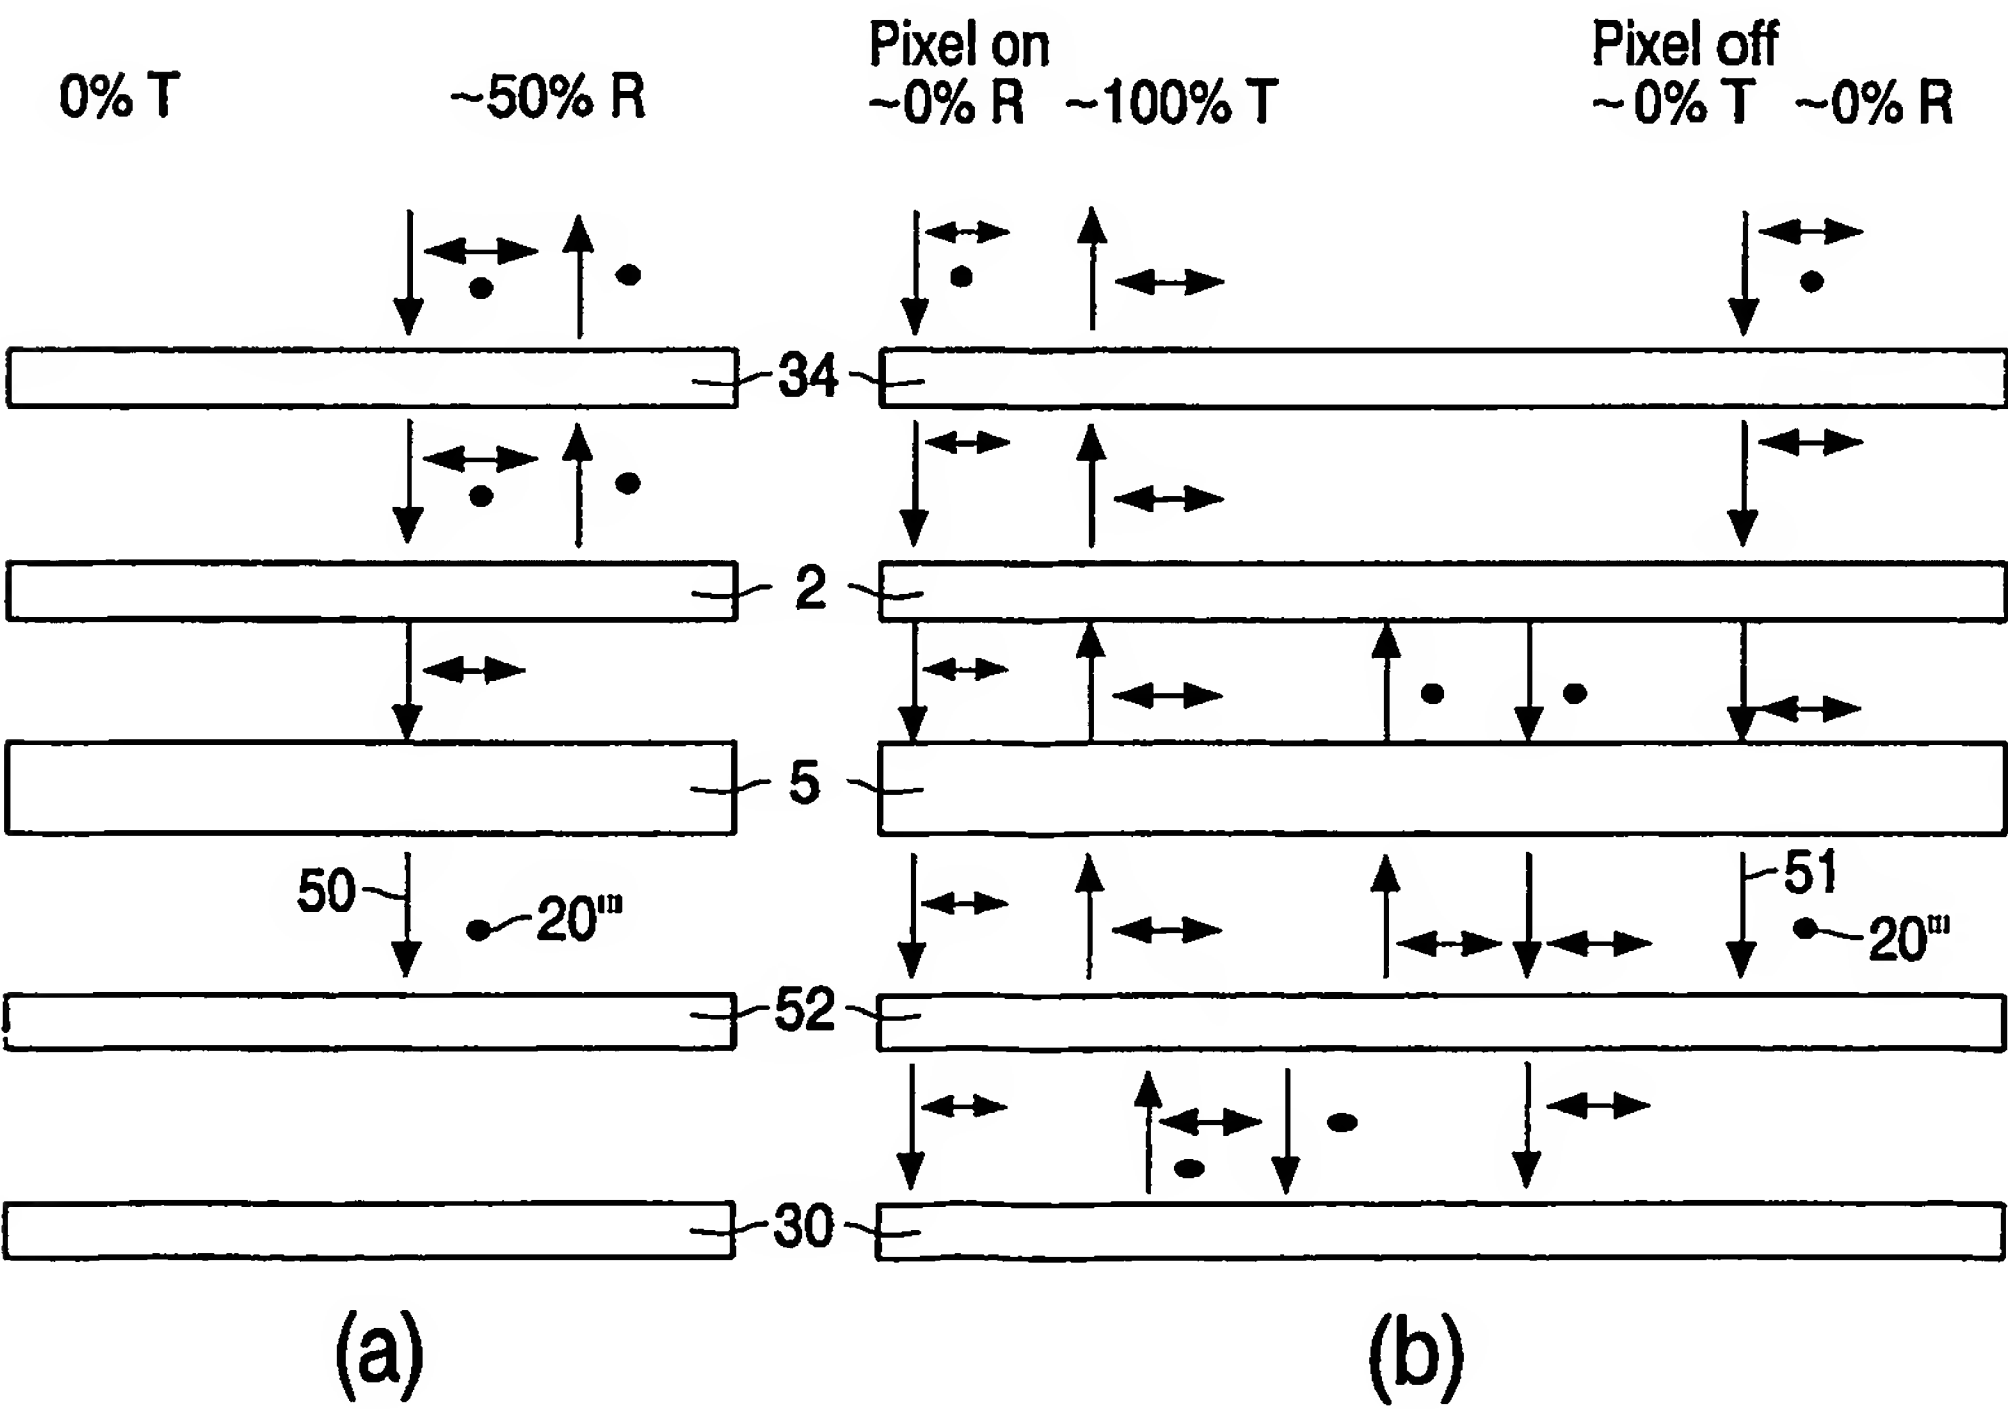 0% T ~50% R
Pixel on
~0% R ~100% T
Pixel off
~0% T ~0% R
34
2
5
50 20''' 51
20'''
52
30
(a) (b)